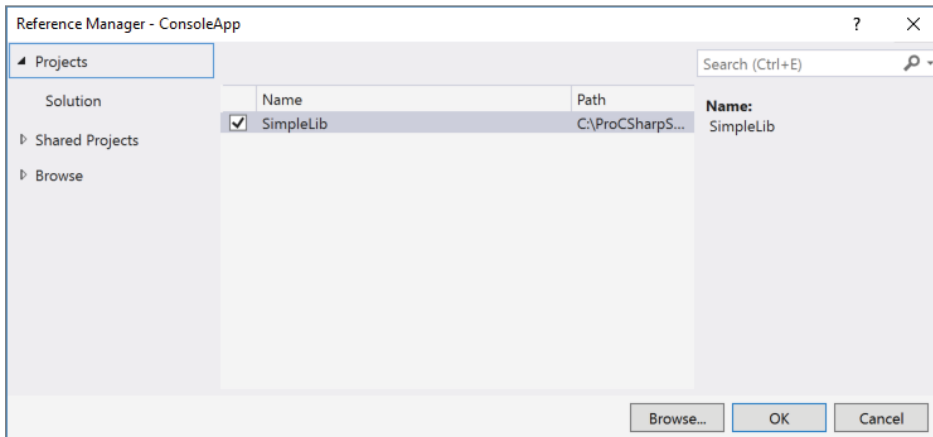 Reference Manager - ConsoleApp ? ×
Projects
Search (Ctrl+E)
Solution
Name Path
Name:
SimpleLib C:\ProCSharpS...
SimpleLib
Shared Projects
Browse
Browse... OK Cancel